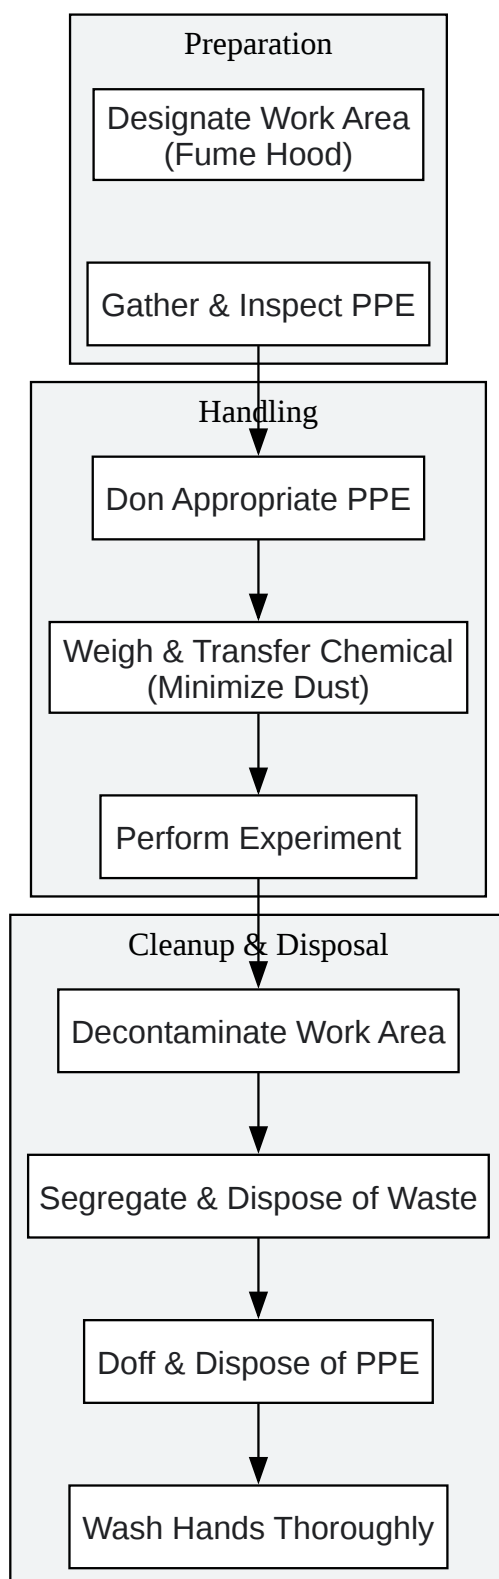 Preparation
Designate Work Area
(Fume Hood)
Gather & Inspect PPE
Handling
Don Appropriate PPE
Weigh & Transfer Chemical
(Minimize Dust)
Perform Experiment
Cleanup & Disposal
Decontaminate Work Area
Segregate & Dispose of Waste
Doff & Dispose of PPE
Wash Hands Thoroughly